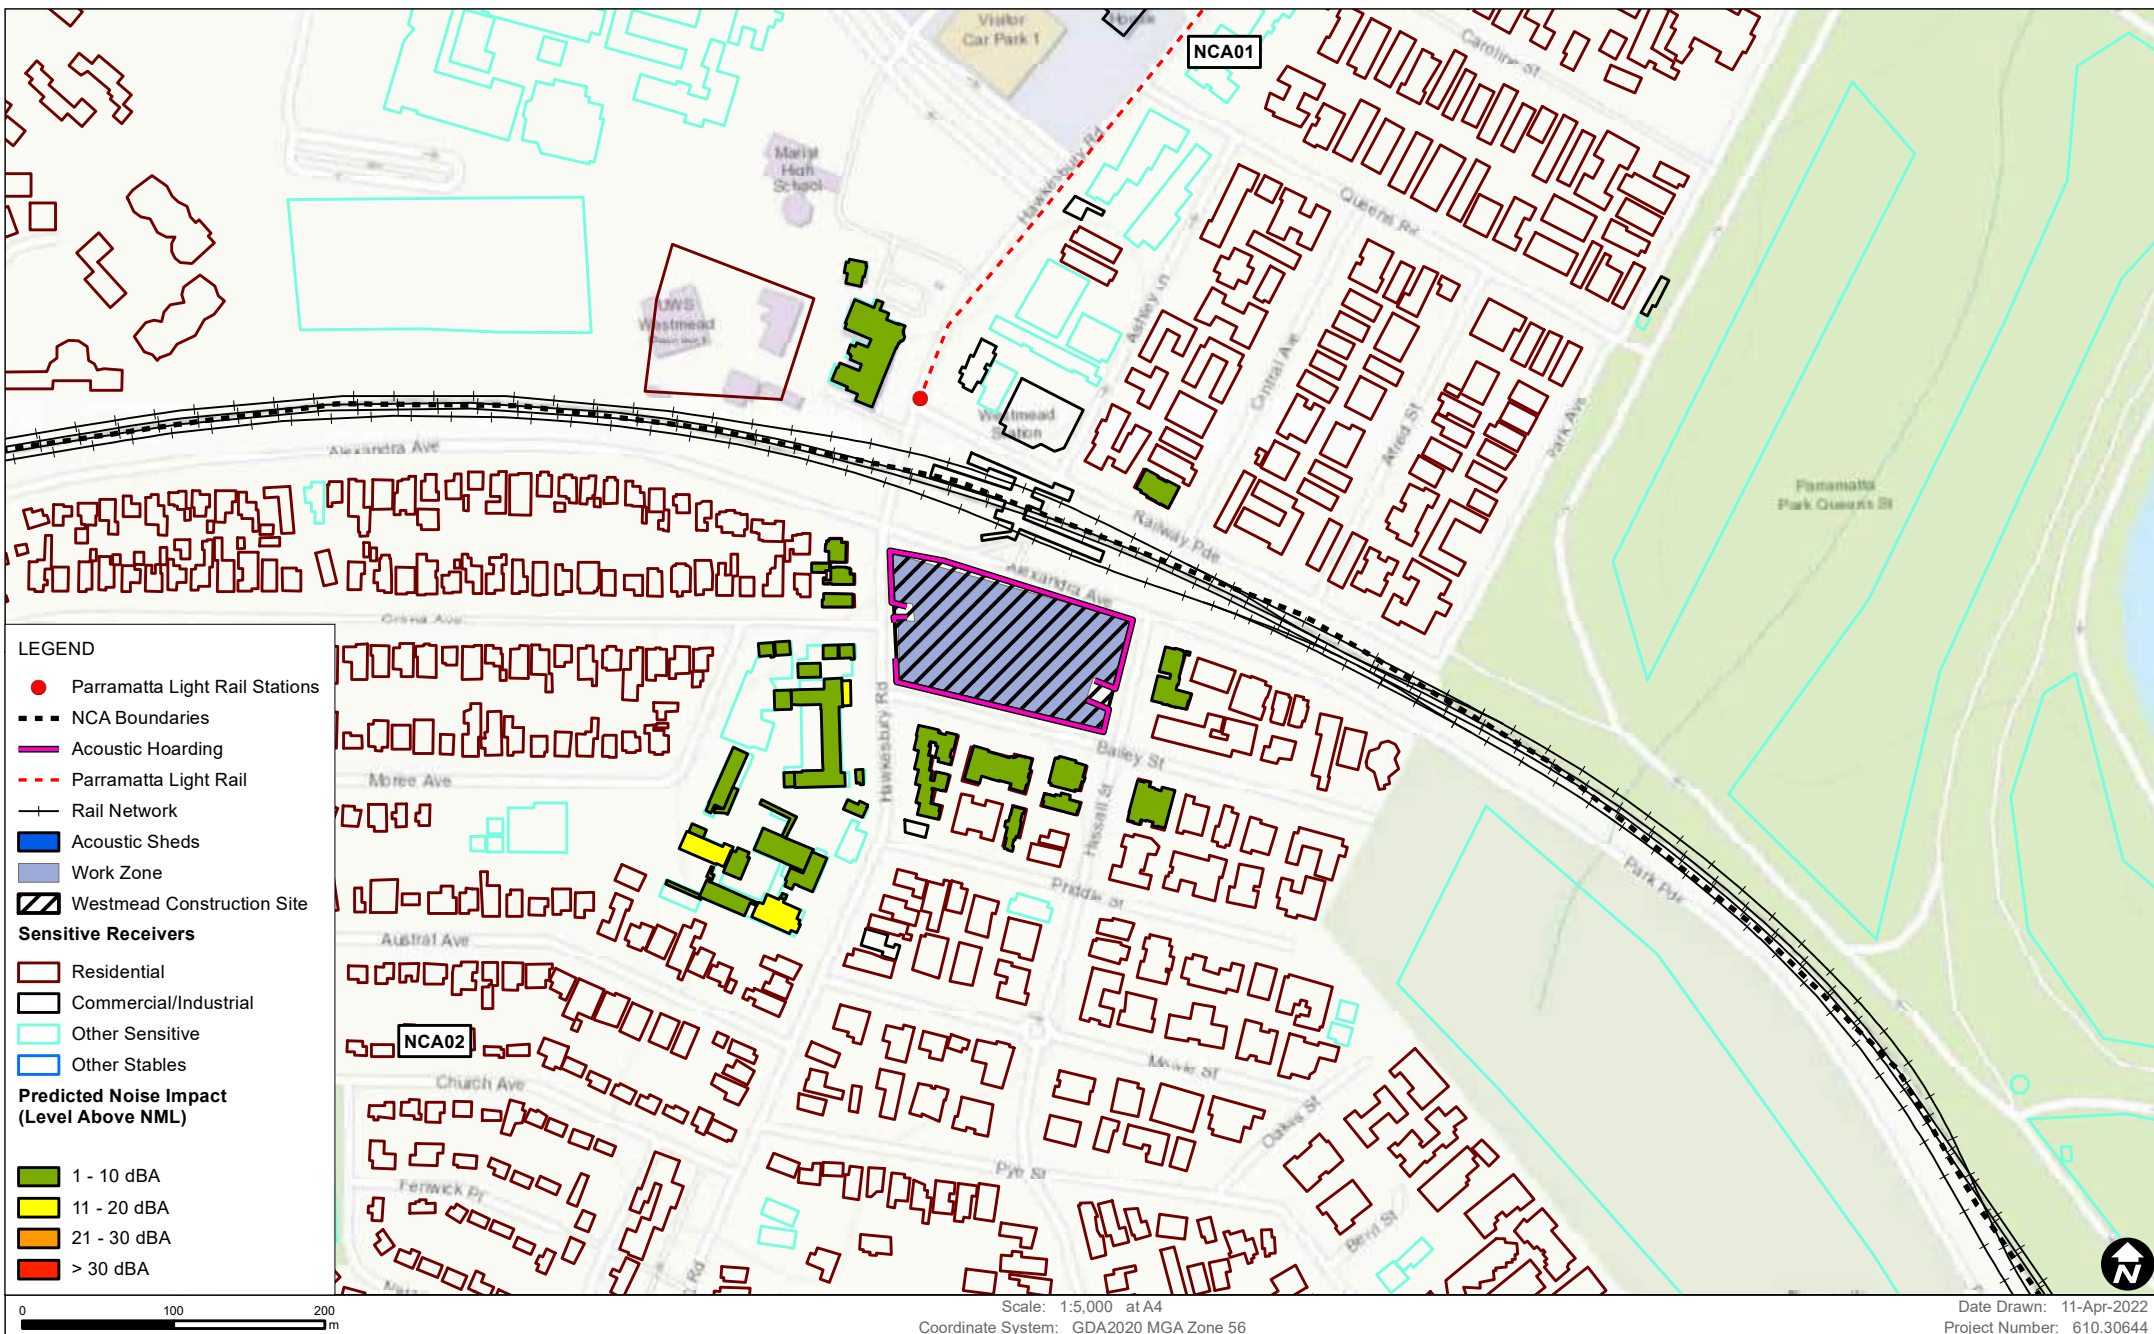 Visitor
Car Park 1
House
NCA01
Caroline St
Marist
High
School
Hawkesbury Rd
Queens Rd
UWS
Westmead
Ashley Ln
Central Ave
Westmead
Station
Alfred St
Park Ave
Alexandra Ave
Parramatta
Park Queens St
Railway Pde
Alexandra Ave
Grand Ave
Hawkesbury Rd
Bailey St
Moree Ave
Hassall St
Priddle St
Park Pde
Austral Ave
NCA02
Church Ave
Mowle St
Oakes St
Pye St
Fenwick Pl
Rd
LEGEND
Parramatta Light Rail Stations
NCA Boundaries
Acoustic Hoarding
Parramatta Light Rail
Rail Network
Acoustic Sheds
Work Zone
Westmead Construction Site
Sensitive Receivers
Residential
Commercial/Industrial
Other Sensitive
Other Stables
Predicted Noise Impact
(Level Above NML)
1 - 10 dBA
11 - 20 dBA
21 - 30 dBA
> 30 dBA
N
0 100 200
m
Scale: 1:5,000 at A4
Coordinate System: GDA2020 MGA Zone 56
Date Drawn: 11-Apr-2022
Project Number: 610.30644